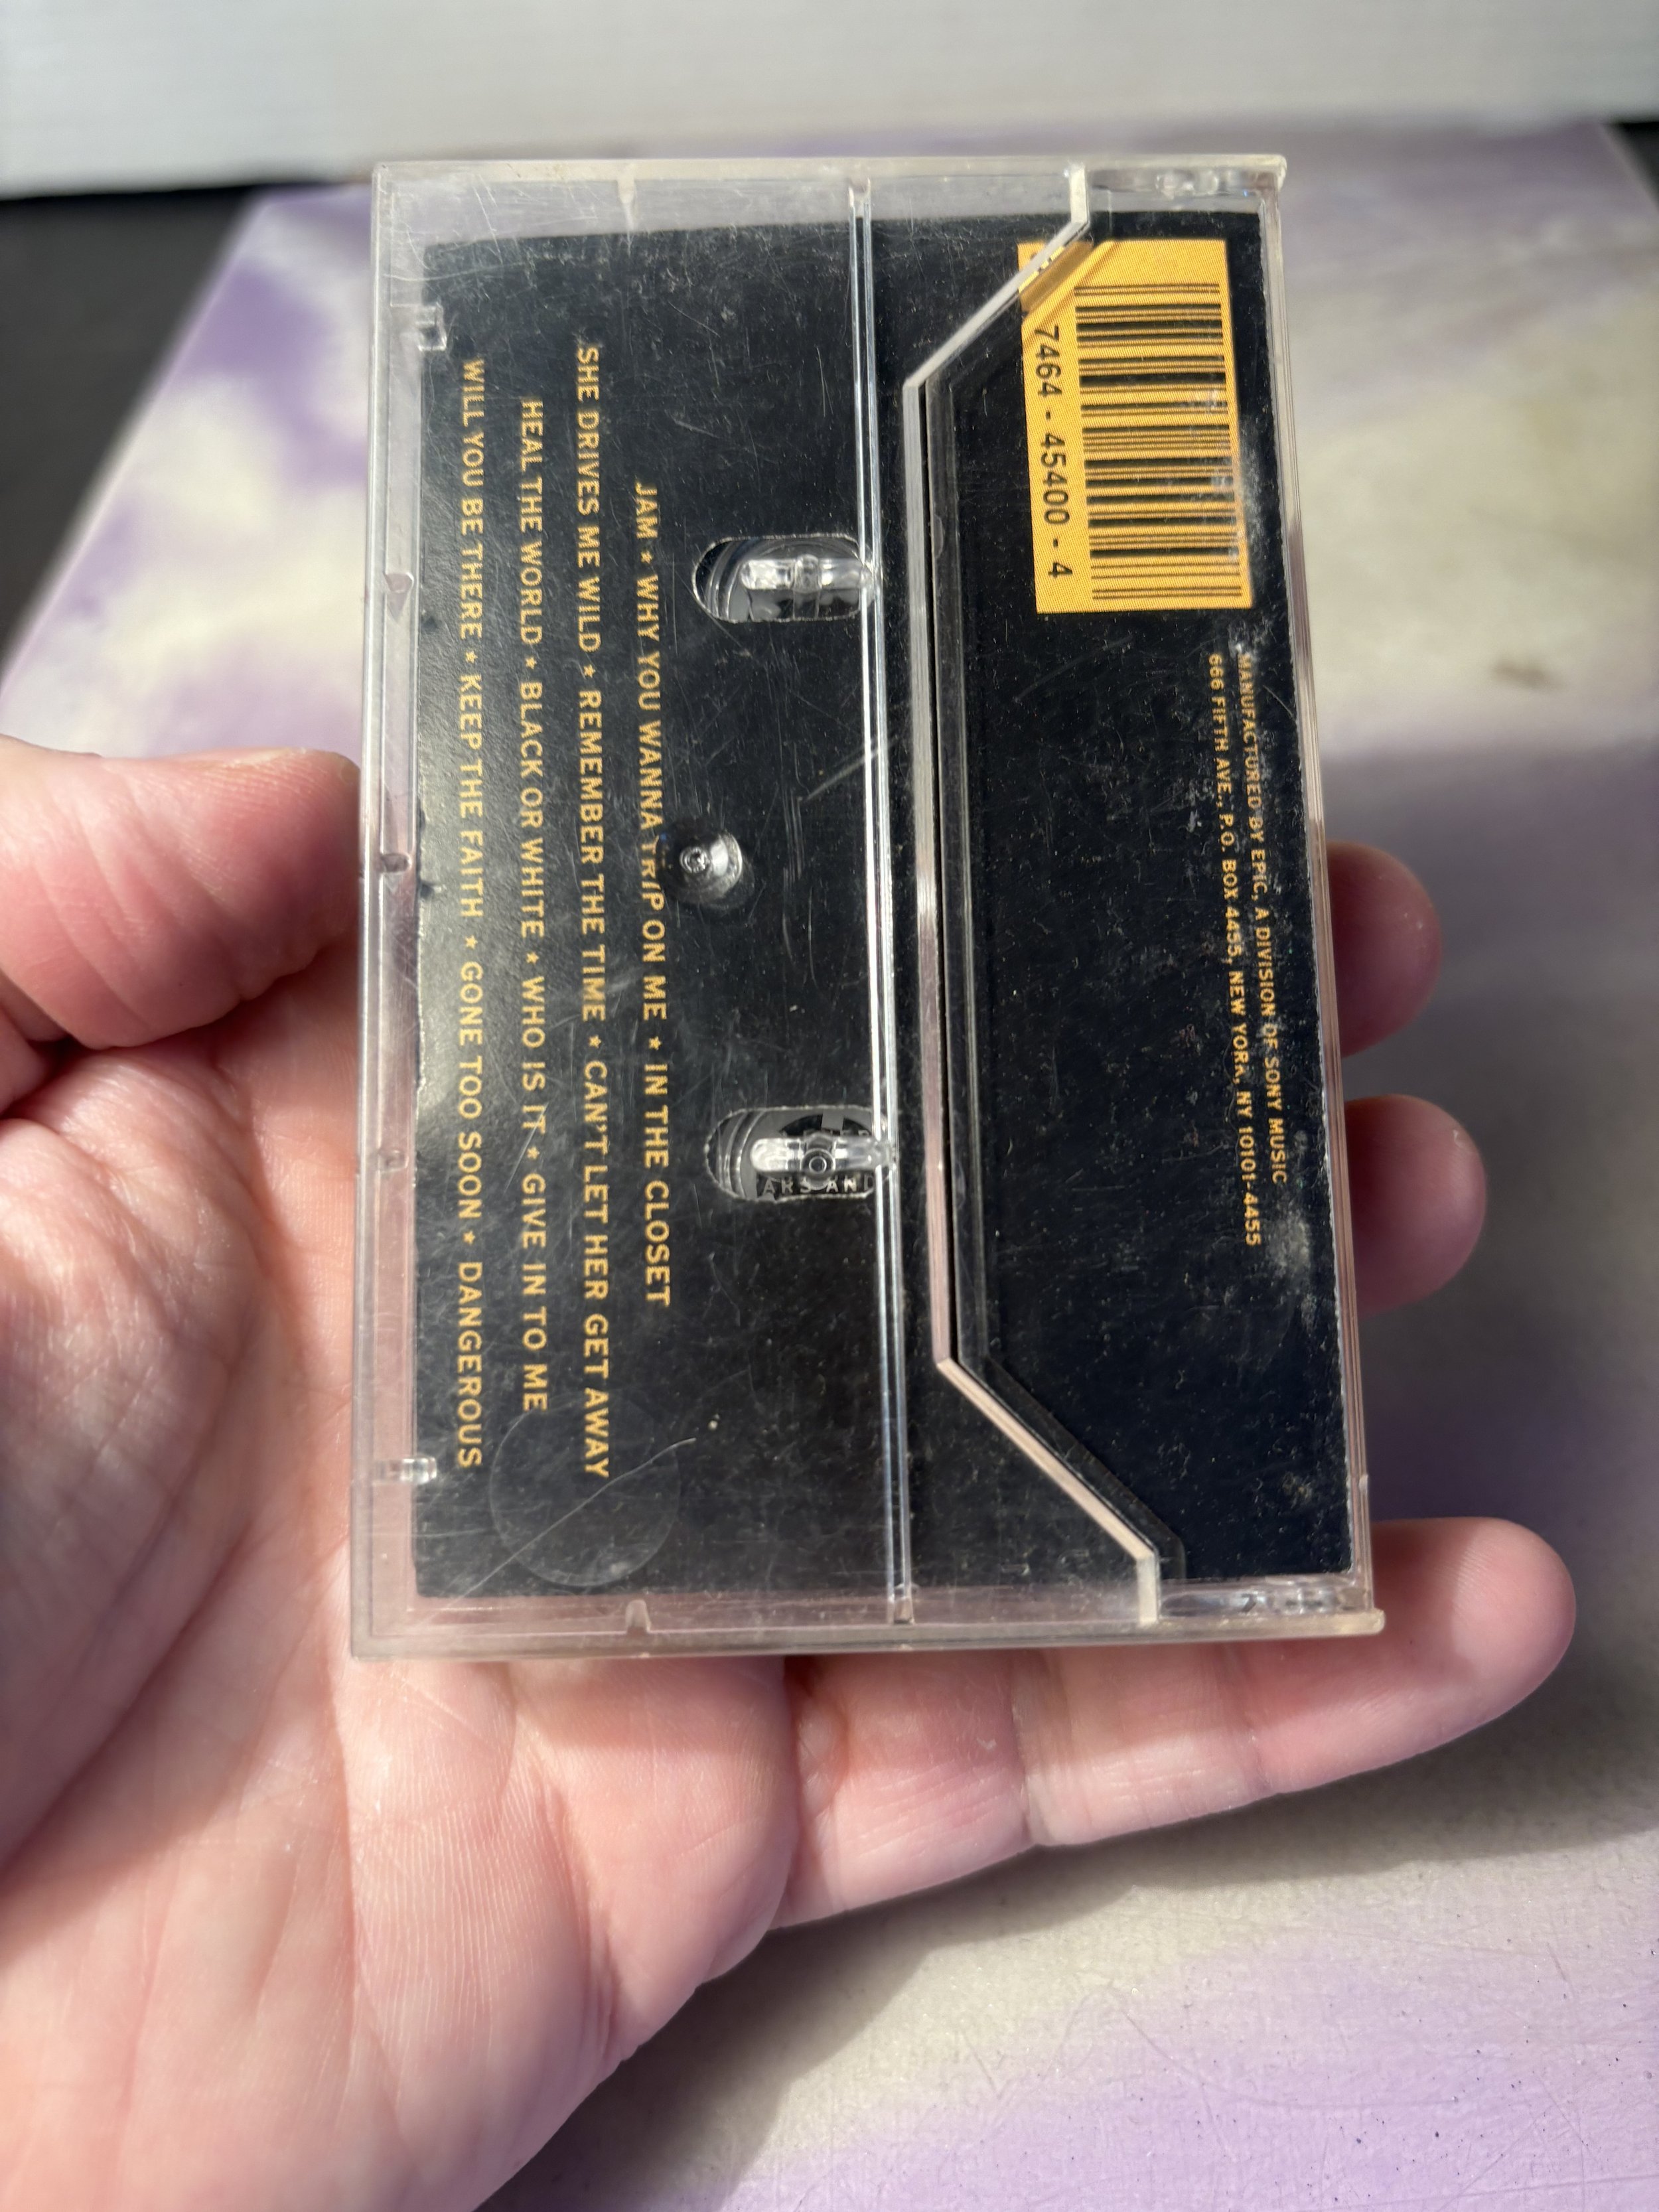 7464 - 45400 - 4
MANUFACTURED BY EPIC, A DIVISION OF SONY MUSIC
666 FIFTH AVE., P.O. BOX 4455, NEW YORK, NY 10101-4455
JAM ★ WHY YOU WANNA TRIP ON ME ★ IN THE CLOSET
SHE DRIVES ME WILD ★ REMEMBER THE TIME ★ CAN'T LET HER GET AWAY
HEAL THE WORLD ★ BLACK OR WHITE ★ WHO IS IT ★ GIVE IN TO ME
WILL YOU BE THERE ★ KEEP THE FAITH ★ GONE TOO SOON ★ DANGEROUS